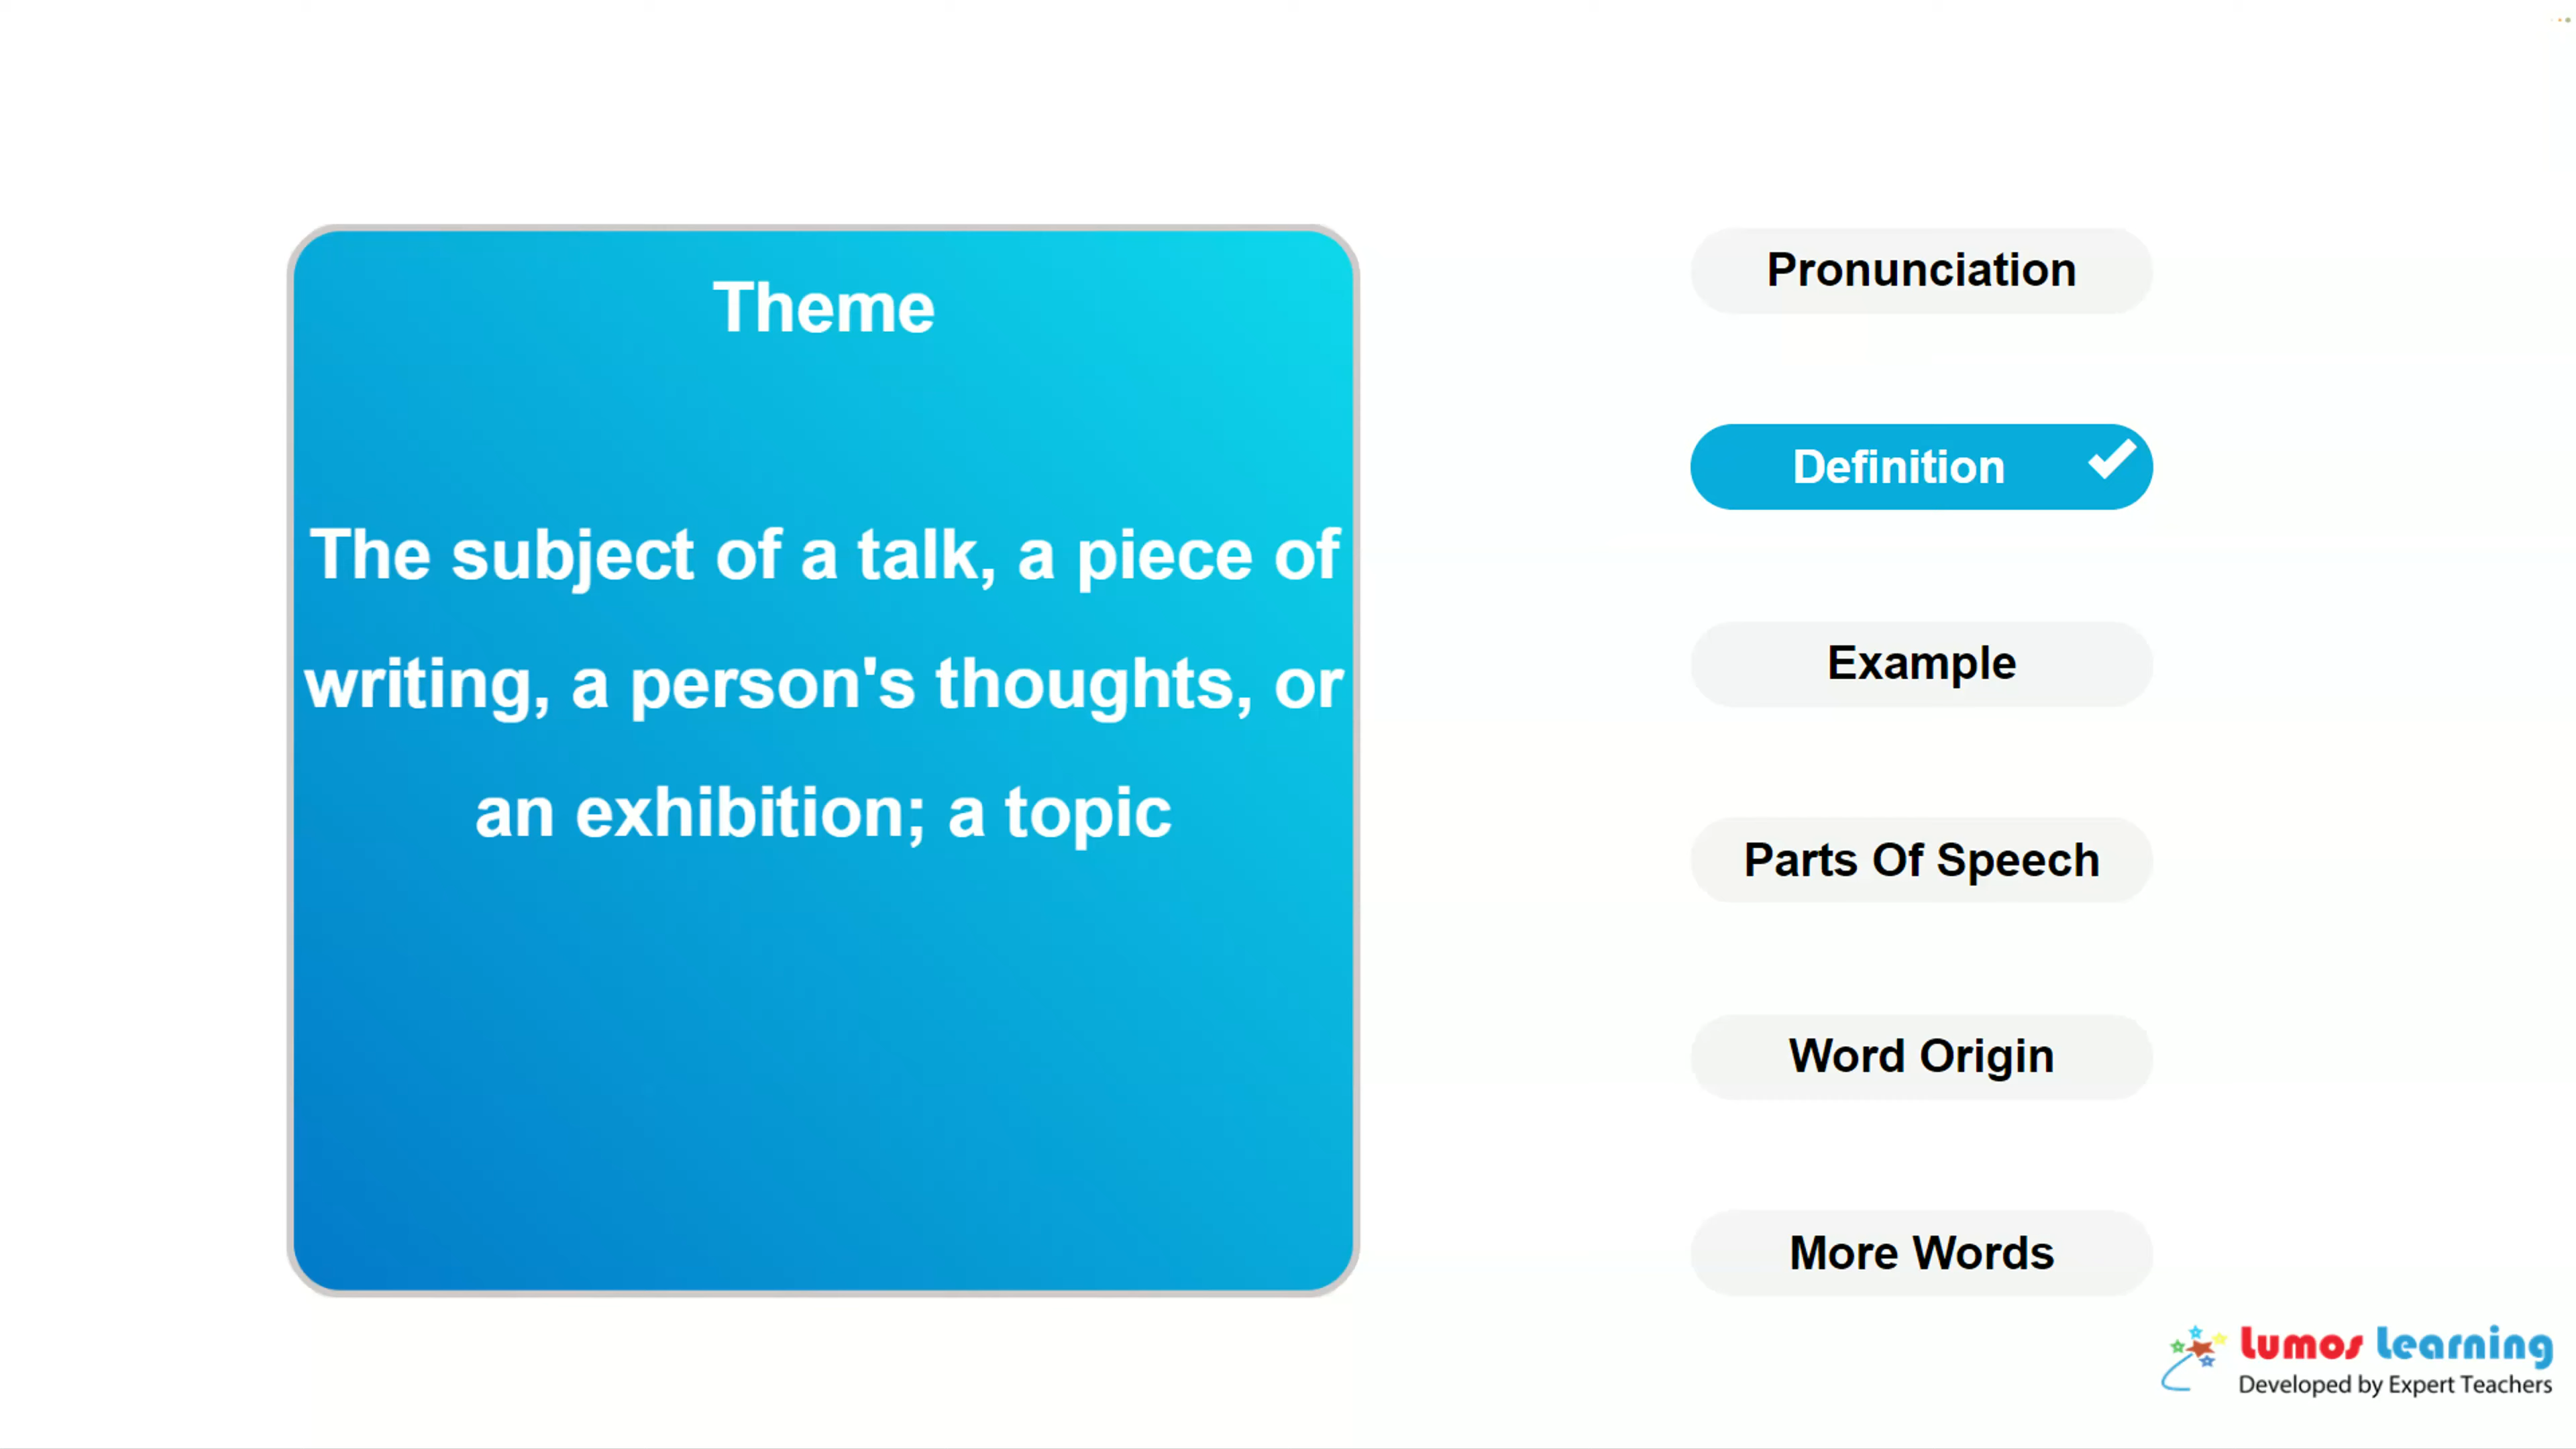 Theme
The subject of a talk, a piece of
writing, a person's thoughts, or
an exhibition; a topic
Pronunciation
Definition
Example
Parts Of Speech
Word Origin
More Words
Lumos Learning
Developed by Expert Teachers